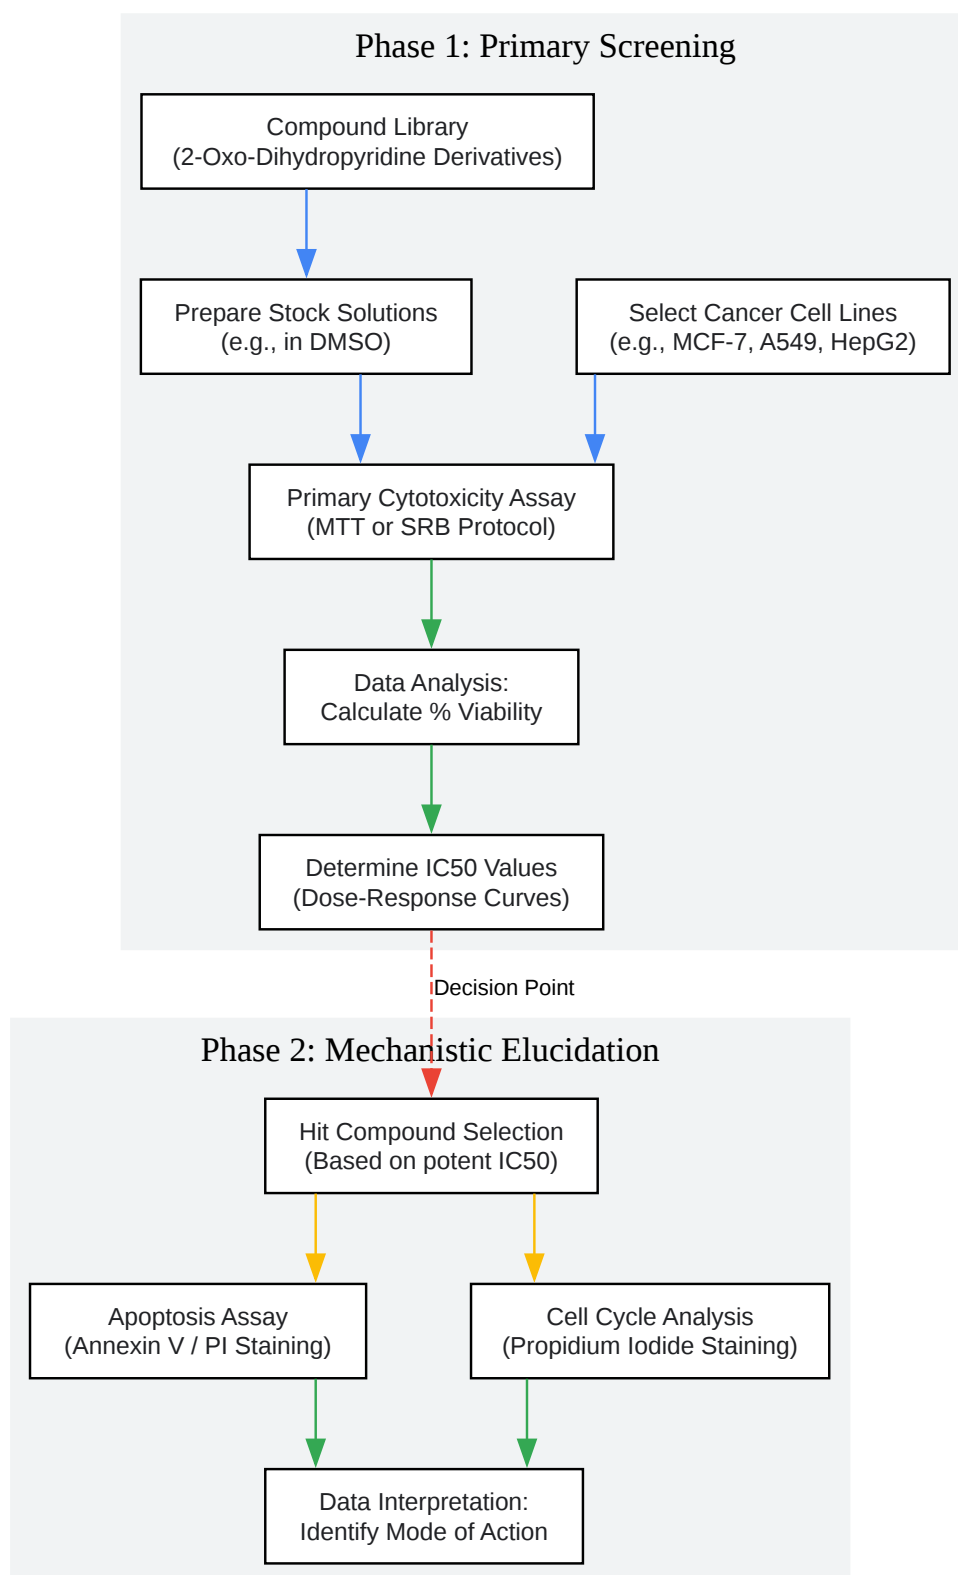 Phase 1: Primary Screening
Compound Library
(2-Oxo-Dihydropyridine Derivatives)
Prepare Stock Solutions
(e.g., in DMSO)
Select Cancer Cell Lines
(e.g., MCF-7, A549, HepG2)
Primary Cytotoxicity Assay
(MTT or SRB Protocol)
Data Analysis:
Calculate % Viability
Determine IC50 Values
(Dose-Response Curves)
Decision Point
Phase 2: Mechanistic Elucidation
Hit Compound Selection
(Based on potent IC50)
Apoptosis Assay
(Annexin V / PI Staining)
Cell Cycle Analysis
(Propidium Iodide Staining)
Data Interpretation:
Identify Mode of Action